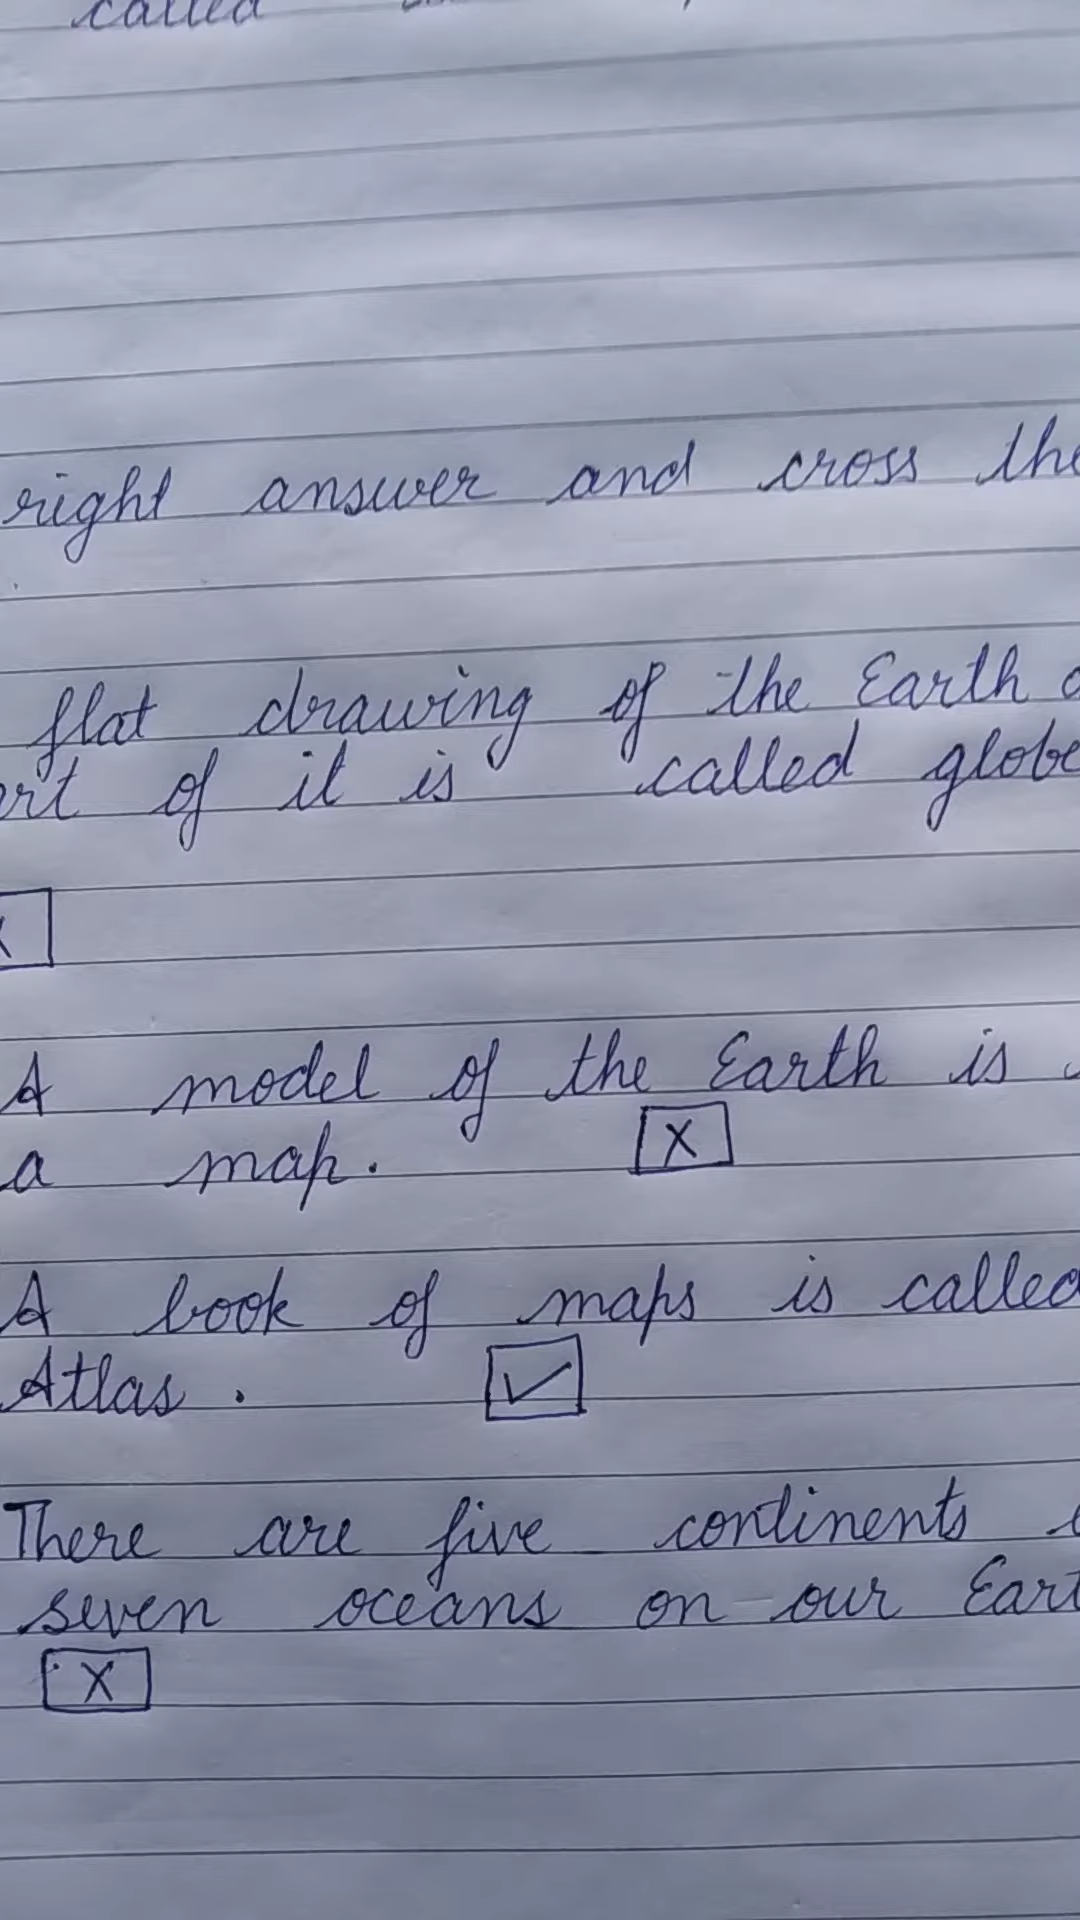 called
right answer and cross the
flat drawing of the Earth
of it is called globe
X
A model of the Earth is
a map. X
A book of maps is called
Atlas. ✓
There are five continents
seven oceans on our
X